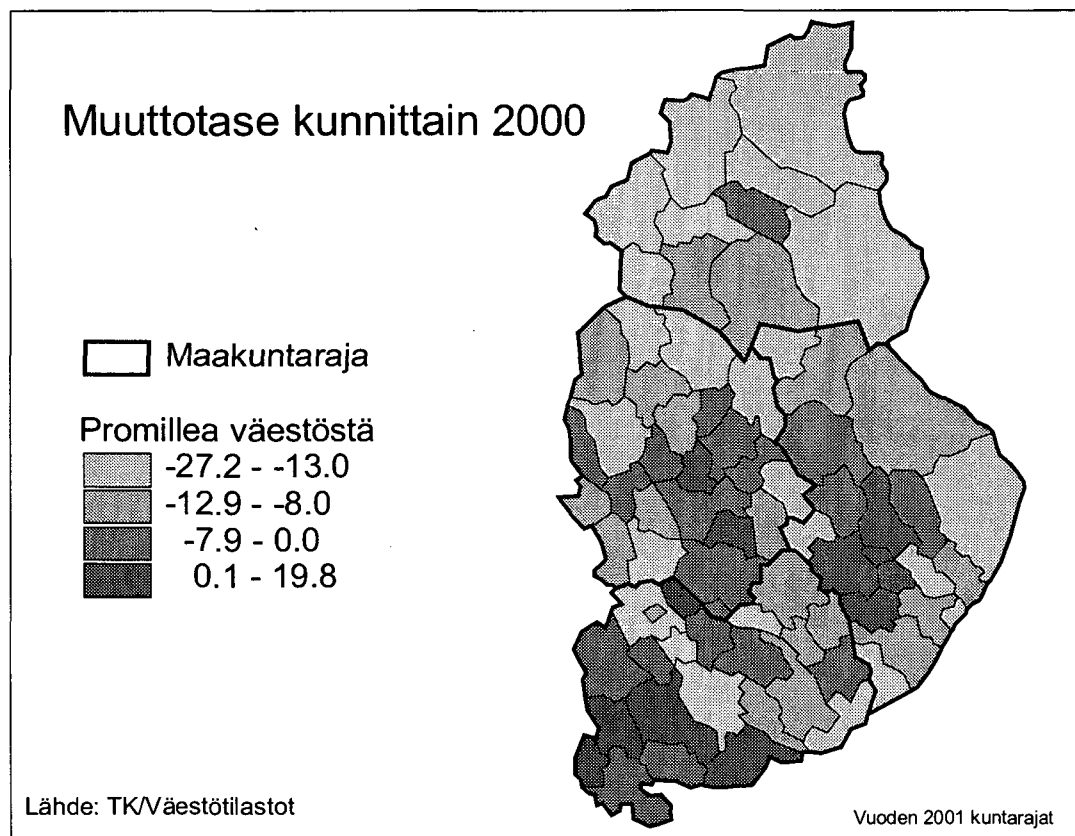 Muuttotase kunnittain 2000
Maakuntaraja
Promillea väestöstä
-27.2 - -13.0
-12.9 - -8.0
-7.9 - 0.0
0.1 - 19.8
Lähde: TK/Väestötilastot
Vuoden 2001 kuntarajat